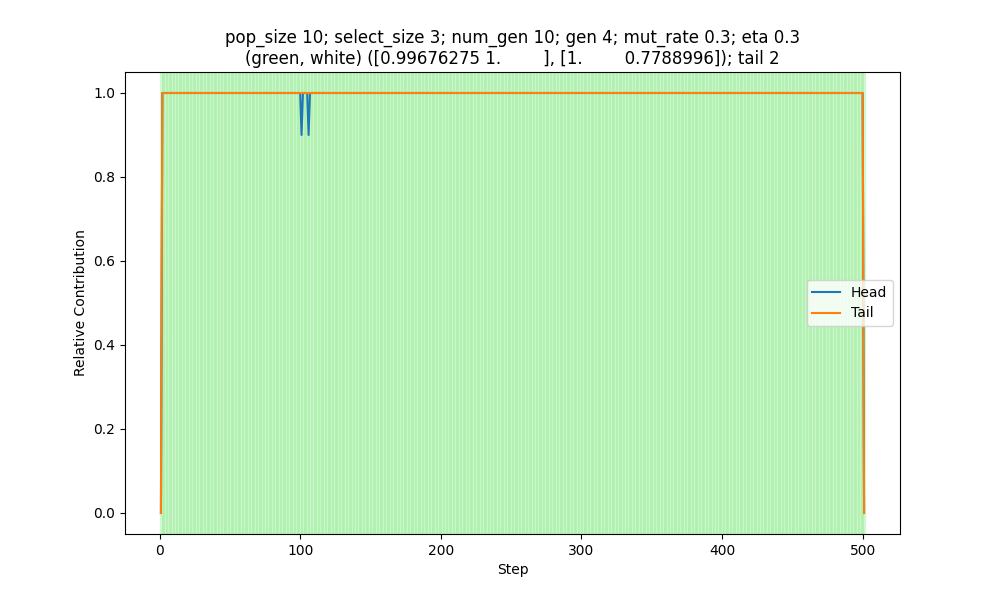 pop_size 10; select_size 3; num_gen 10; gen 4; mut_rate 0.3; eta 0.3
(green, white) ([0.99676275 1.        ], [1.        0.7788996]); tail 2
1.0
0.8
0.6
0.4
0.2
0.0
Relative Contribution
Head
Tail
0
100
200
300
400
500
Step